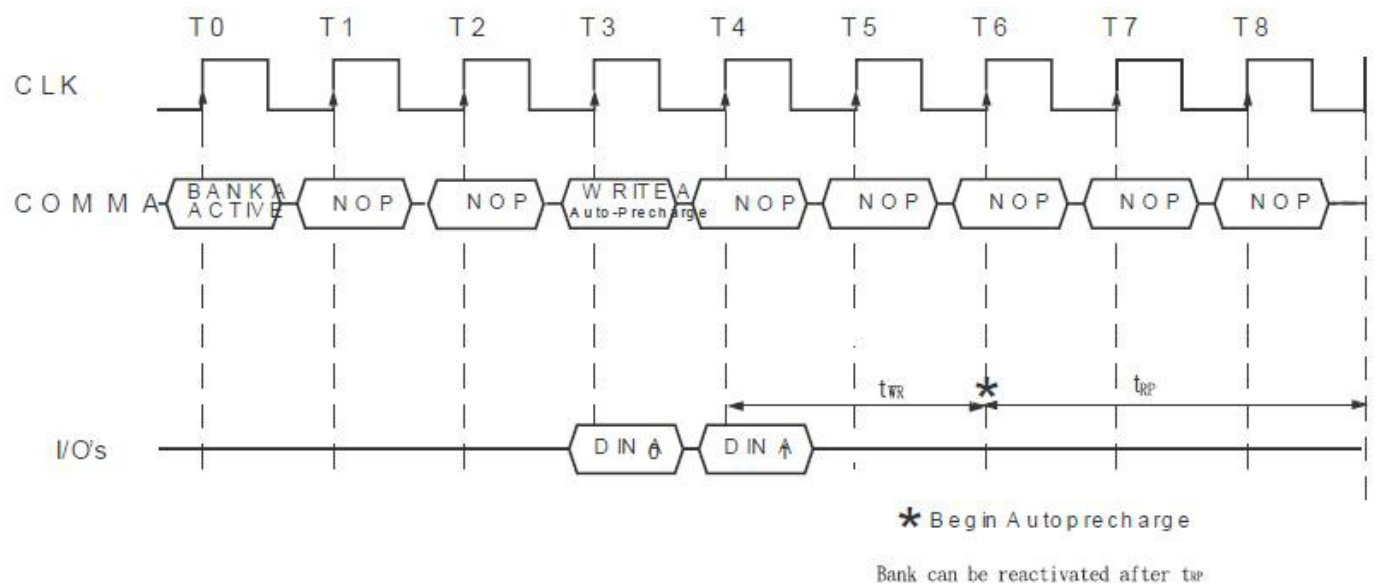 T0 T1 T2 T3 T4 T5 T6 T7 T8
CLK
COMMA
BANK A
ACTIVE
NOP
NOP
WRITE A
Auto-Precharge
NOP
NOP
NOP
NOP
NOP
tWR
*
tRP
I/O's
DIN A0
DIN A1
* Begin Autoprecharge
Bank can be reactivated after tRP